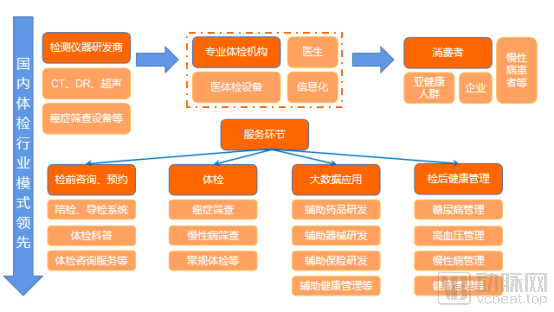 国内体检行业模式领先
检测仪器研发商
CT、DR、超声
癌症筛查设备等
专业体检机构
医生
医体检设备
信息化
消费者
亚健康
人群
企业
慢性
病患
者等
服务环节
检前咨询、预约
陪检、导检系统
体检科普
体检咨询服务等
体检
癌症筛查
慢性病筛查
常规体检等
大数据应用
辅助药品研发
辅助器械研发
辅助保险研发
辅助健康管理等
检后健康管理
糖尿病管理
高血压管理
慢性病管理
健康管理等
动脉网
vcbeat.top